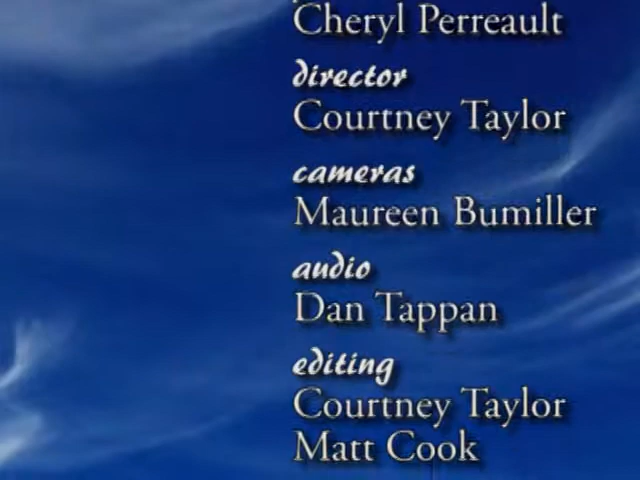 Cheryl Perreault
director
Courtney Taylor
cameras
Maureen Bumiller
audio
Dan Tappan
editing
Courtney Taylor
Matt Cook